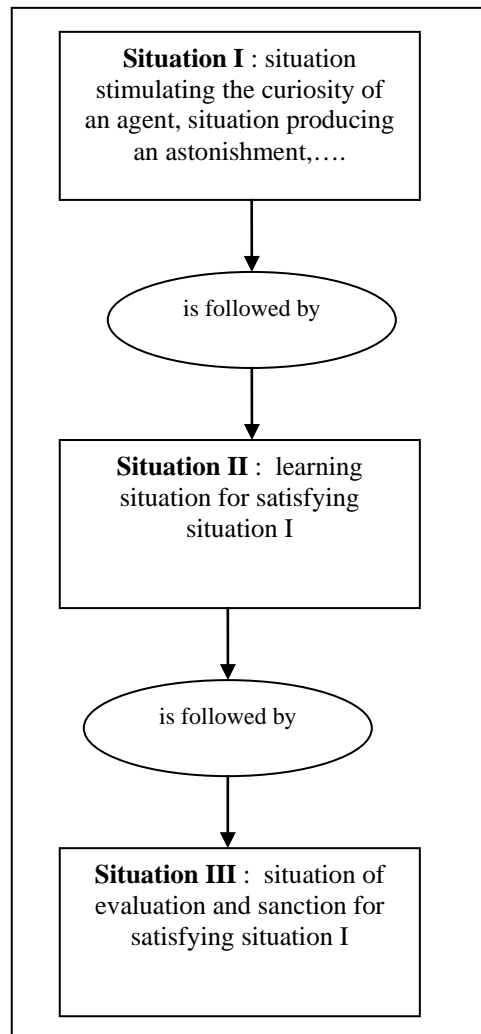 Situation I : situation
stimulating the curiosity of
an agent, situation producing
an astonishment,....
is followed by
Situation II : learning
situation for satisfying
situation I
is followed by
Situation III : situation of
evaluation and sanction for
satisfying situation I